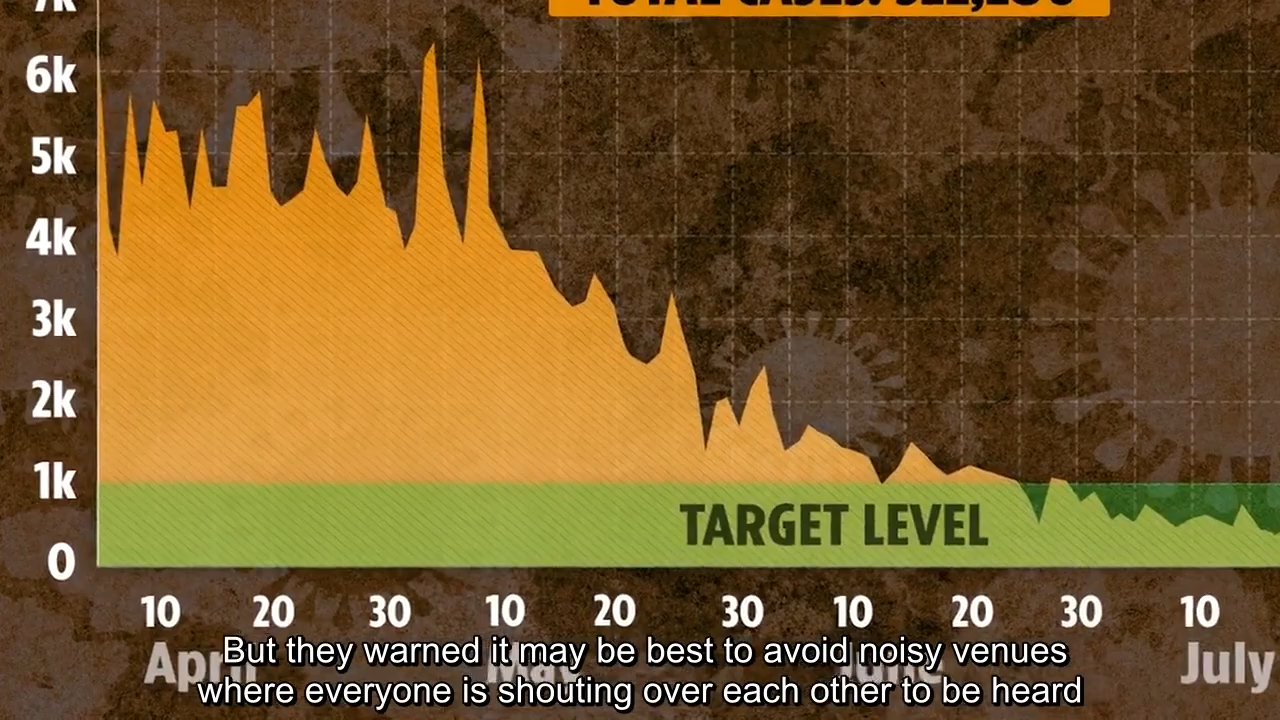 6k
5k
4k
3k
2k
1k
TARGET LEVEL
0
10 20 30 10 20 30 10 20 30 10
April July
But they warned it may be best to avoid noisy venues
where everyone is shouting over each other to be heard